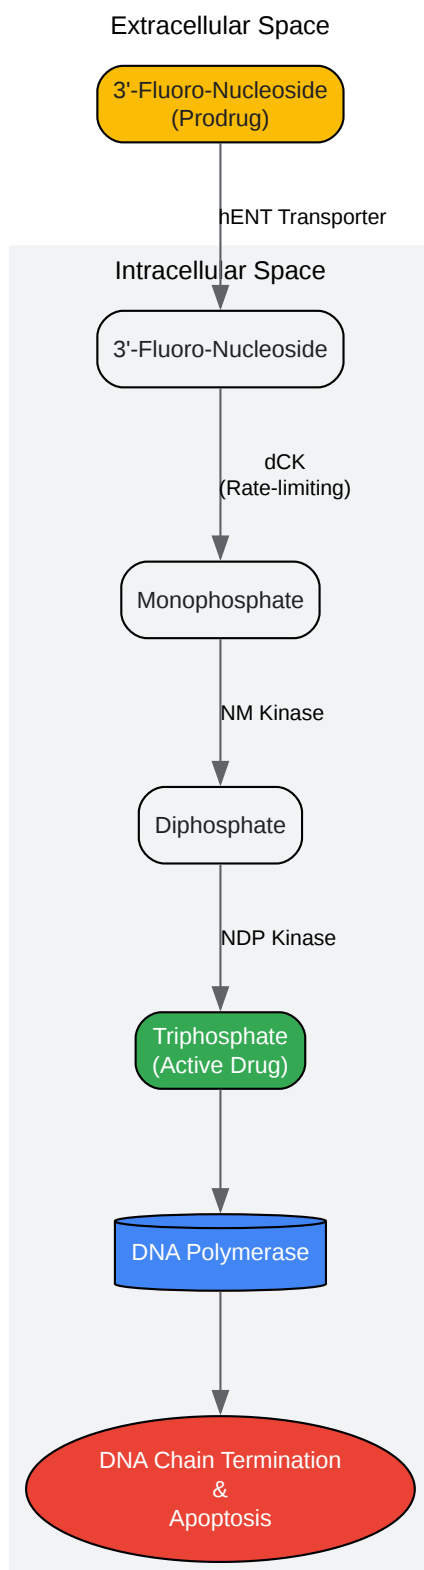 Extracellular Space
3'-Fluoro-Nucleoside
(Prodrug)
hENT Transporter
Intracellular Space
3'-Fluoro-Nucleoside
dCK
(Rate-limiting)
Monophosphate
NM Kinase
Diphosphate
NDP Kinase
Triphosphate
(Active Drug)
DNA Polymerase
DNA Chain Termination
&
Apoptosis